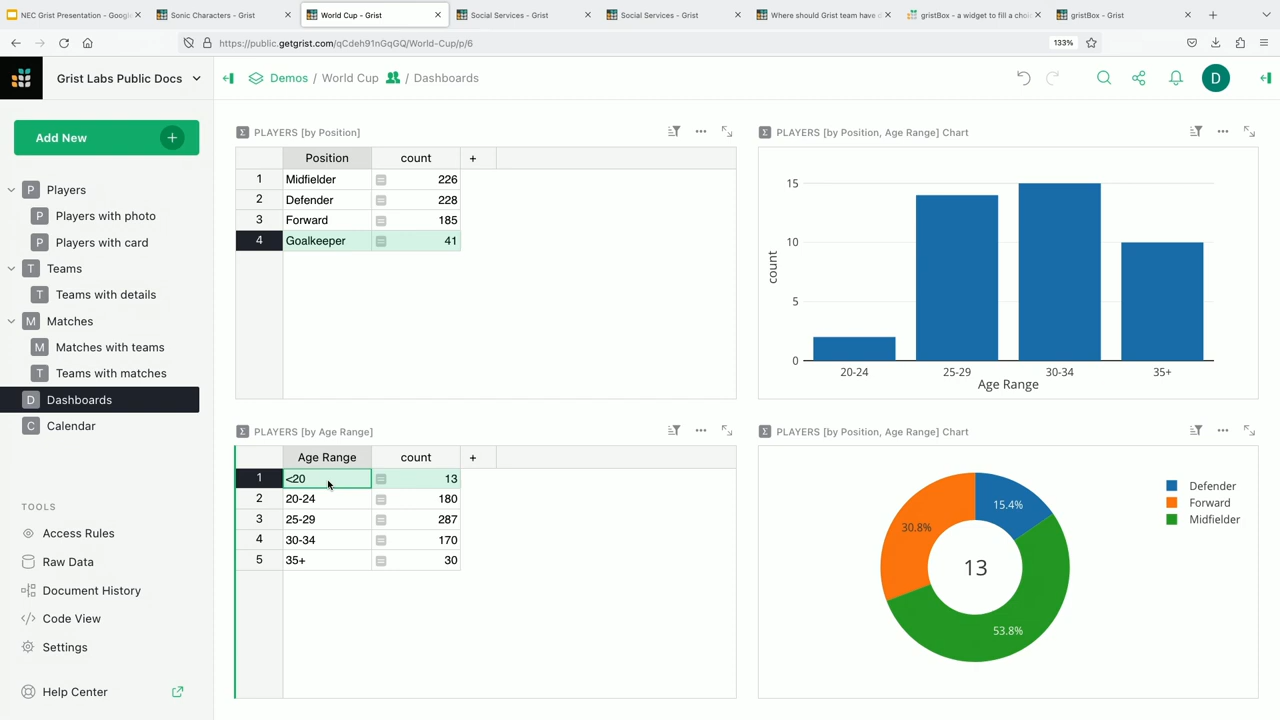 NEC Grist Presentation - Google
Sonic Characters - Grist
World Cup - Grist
Social Services - Grist
Social Services - Grist
Where should Grist team have
gristBox – a widget to fill a choi
gristBox - Grist
https://public.getgrist.com/qCdeh91nGqGQ/World-Cup/p/6
133%
Grist Labs Public Docs
Demos / World Cup / Dashboards
D
Add New +
P Players
P Players with photo
P Players with card
T Teams
T Teams with details
M Matches
M Matches with teams
T Teams with matches
D Dashboards
C Calendar
TOOLS
Access Rules
Raw Data
Document History
</> Code View
Settings
Help Center
Σ PLAYERS [by Position]
Position count +
1 Midfielder = 226
2 Defender = 228
3 Forward = 185
4 Goalkeeper = 41
Σ PLAYERS [by Position, Age Range] Chart
15
10
5
0
count
20-24 25-29 30-34 35+
Age Range
Σ PLAYERS [by Age Range]
Age Range count +
1 <20 = 13
2 20-24 = 180
3 25-29 = 287
4 30-34 = 170
5 35+ = 30
Σ PLAYERS [by Position, Age Range] Chart
15.4%
30.8%
13
53.8%
Defender
Forward
Midfielder